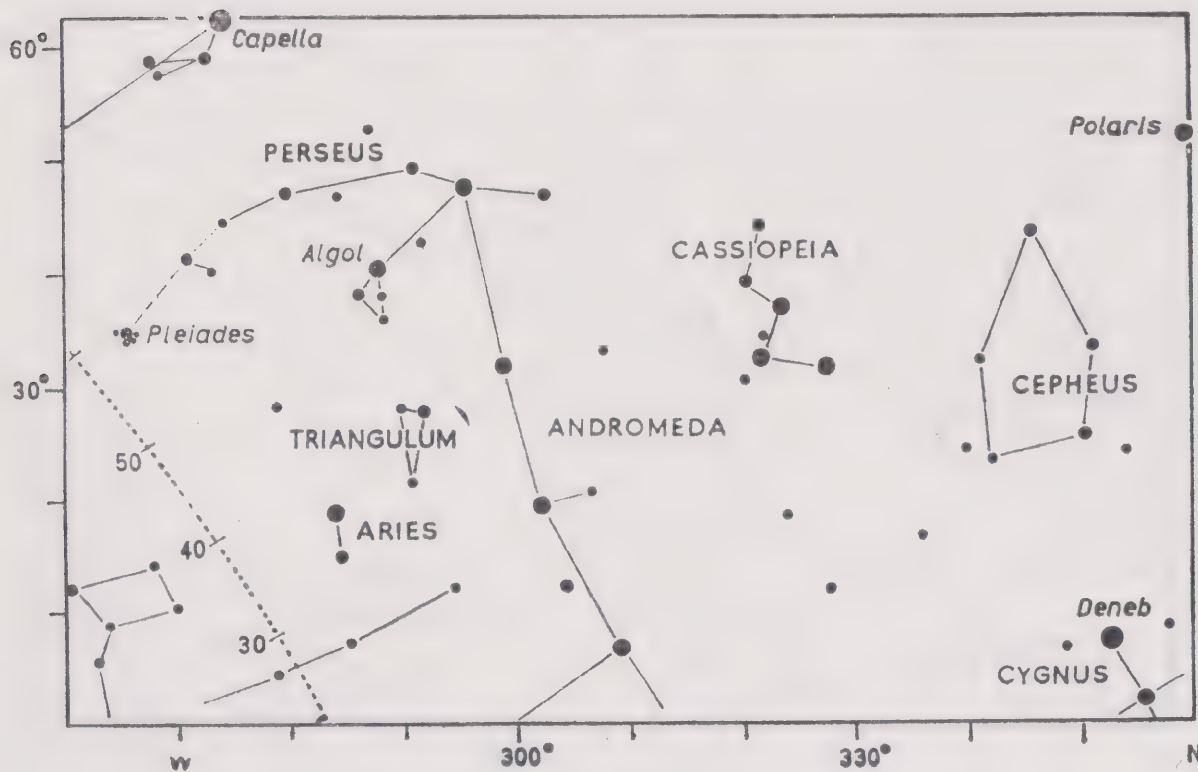 60°
Capella
Polaris
PERSEUS
Algol
CASSIOPEIA
Pleiades
30°
CEPHEUS
TRIANGULUM
ANDROMEDA
50
ARIES
40
Deneb
30
CYGNUS
W
300°
330°
N